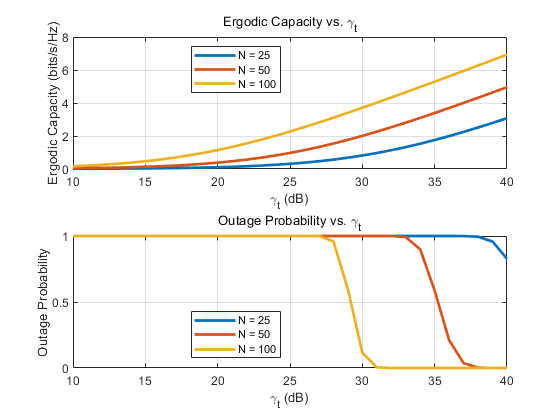 Ergodic Capacity vs. γt
Ergodic Capacity (bits/s/Hz)
8
6
4
2
0
N = 25
N = 50
N = 100
10 15 20 25 30 35 40
γt (dB)
Outage Probability vs. γt
Outage Probability
1
0.5
0
N = 25
N = 50
N = 100
10 15 20 25 30 35 40
γt (dB)